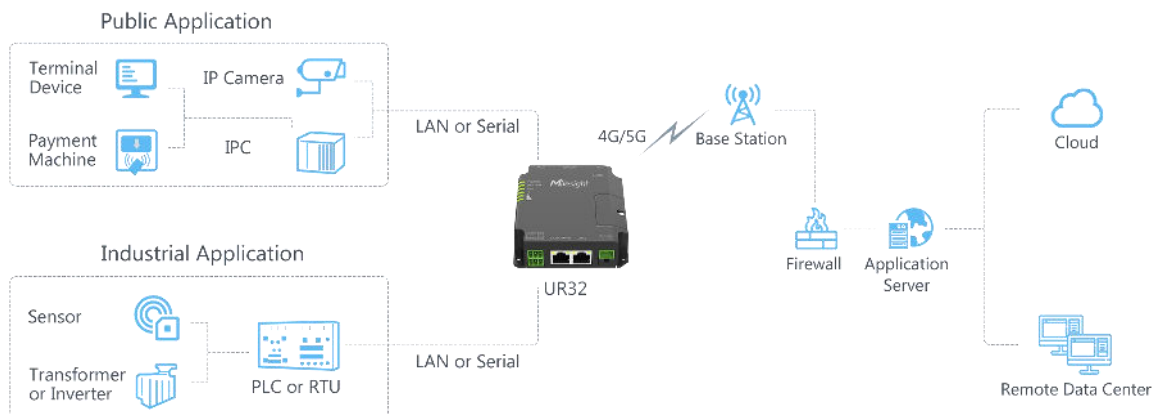 Public Application
Terminal
Device
IP Camera
Payment
Machine
IPC
LAN or Serial
4G/5G
Base Station
Cloud
Milesight
UR32
Firewall
Application
Server
Industrial Application
Sensor
Transformer
or Inverter
PLC or RTU
LAN or Serial
Remote Data Center